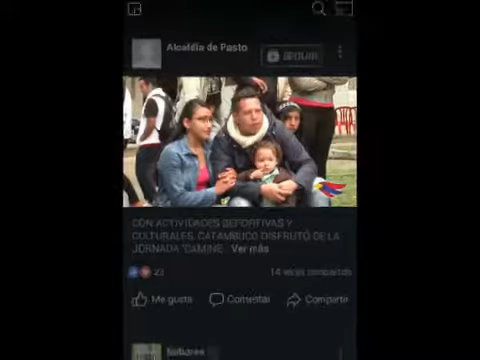 Alcaldía de Pasto
SEGUIR
CON ACTIVIDADES DEPORTIVAS Y
CULTURALES, CATAMBUCO DISFRUTÓ DE LA
JORNADA "CAMINE... Ver más
23
14 veces compartido
Me gusta
Comentar
Compartir